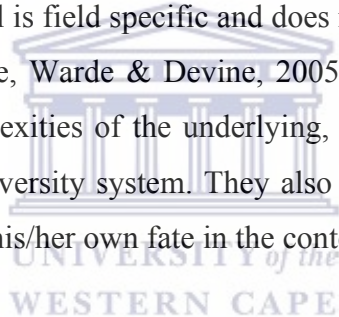 l is field specific and does
e, Warde & Devine, 2005
exities of the underlying,
versity system. They also
his/her own fate in the cont
UNIVERSITY of the
WESTERN CAPE